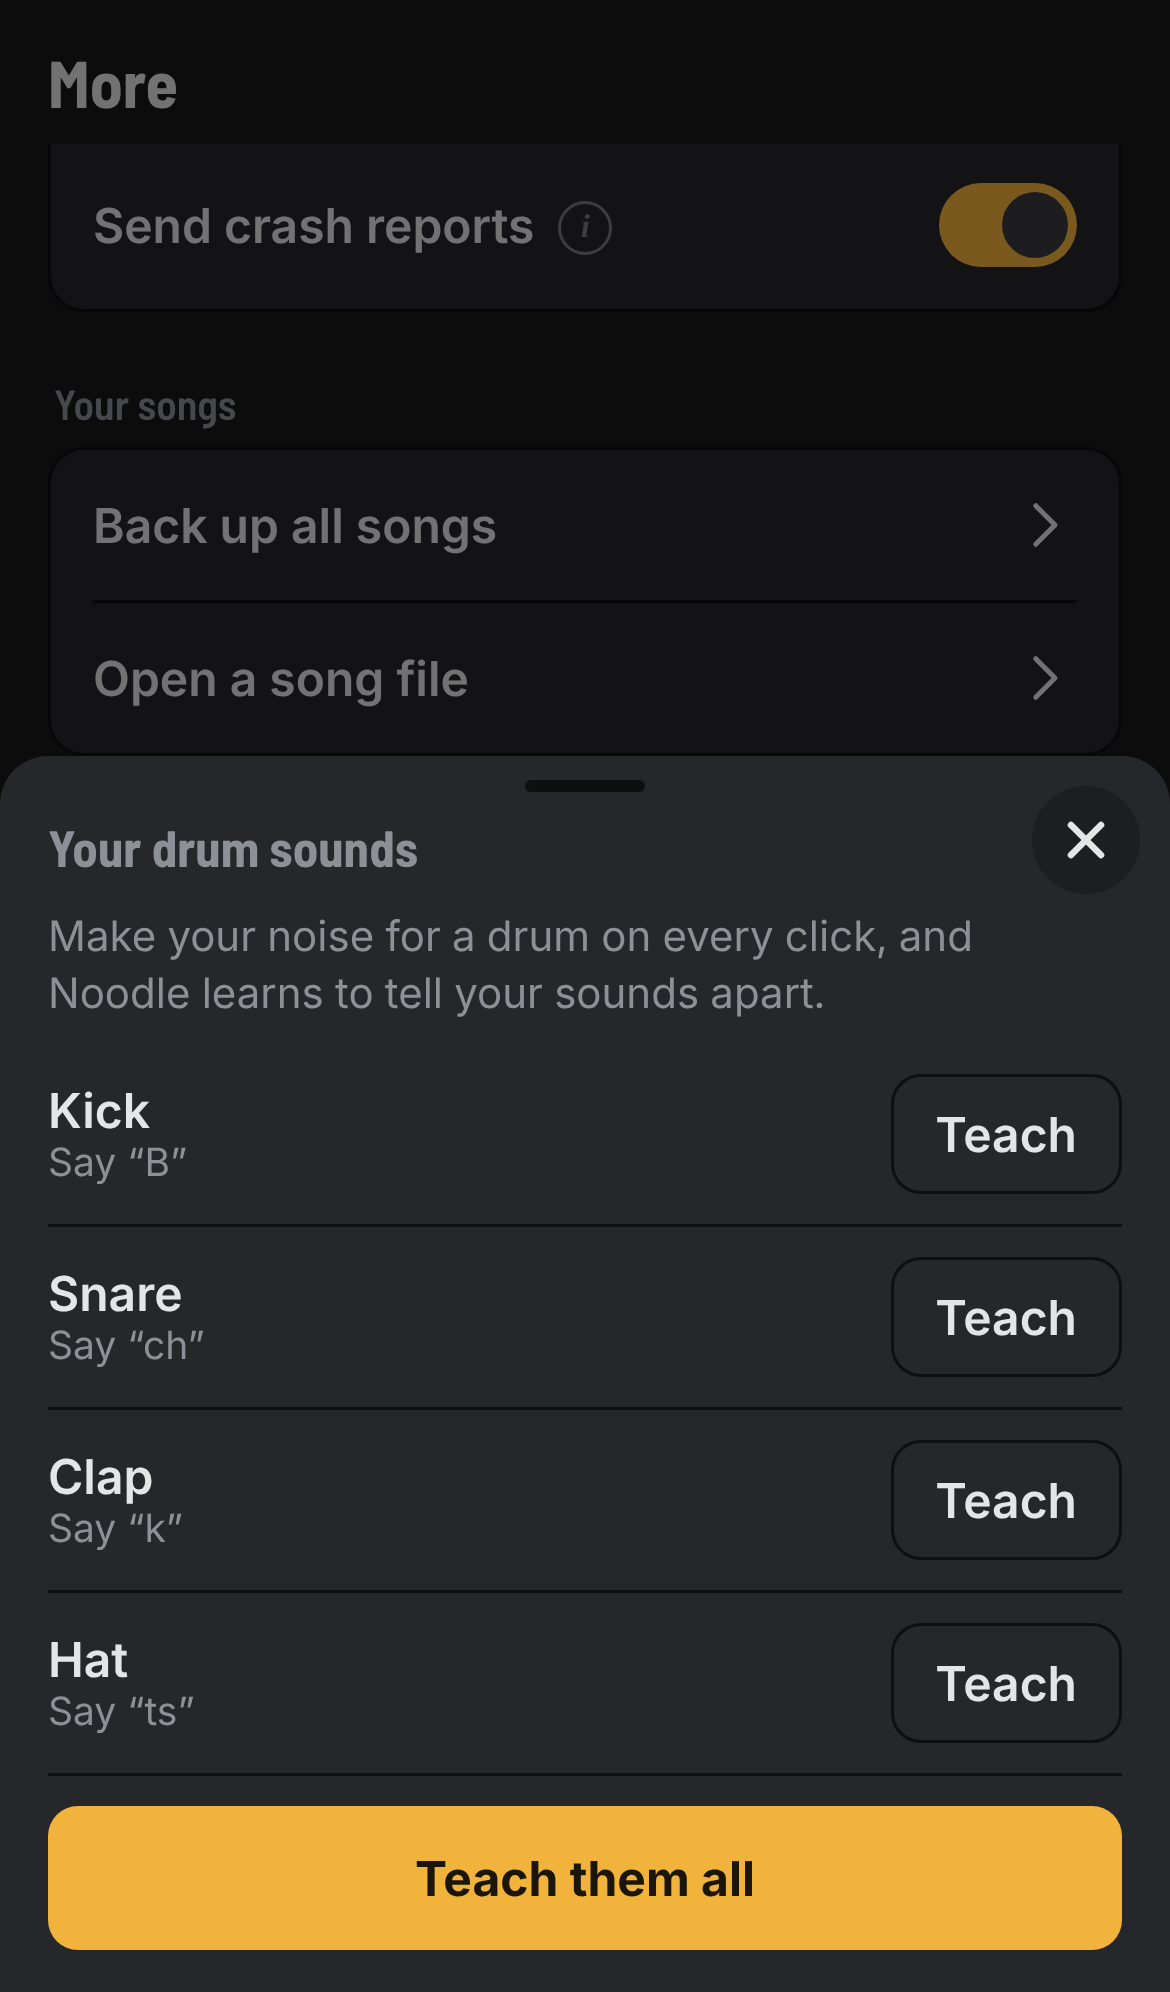 More
Send crash reports i
Your songs
Back up all songs
Open a song file
Your drum sounds
Make your noise for a drum on every click, and
Noodle learns to tell your sounds apart.
Kick
Say “B”
Teach
Snare
Say “ch”
Teach
Clap
Say “k”
Teach
Hat
Say “ts”
Teach
Teach them all